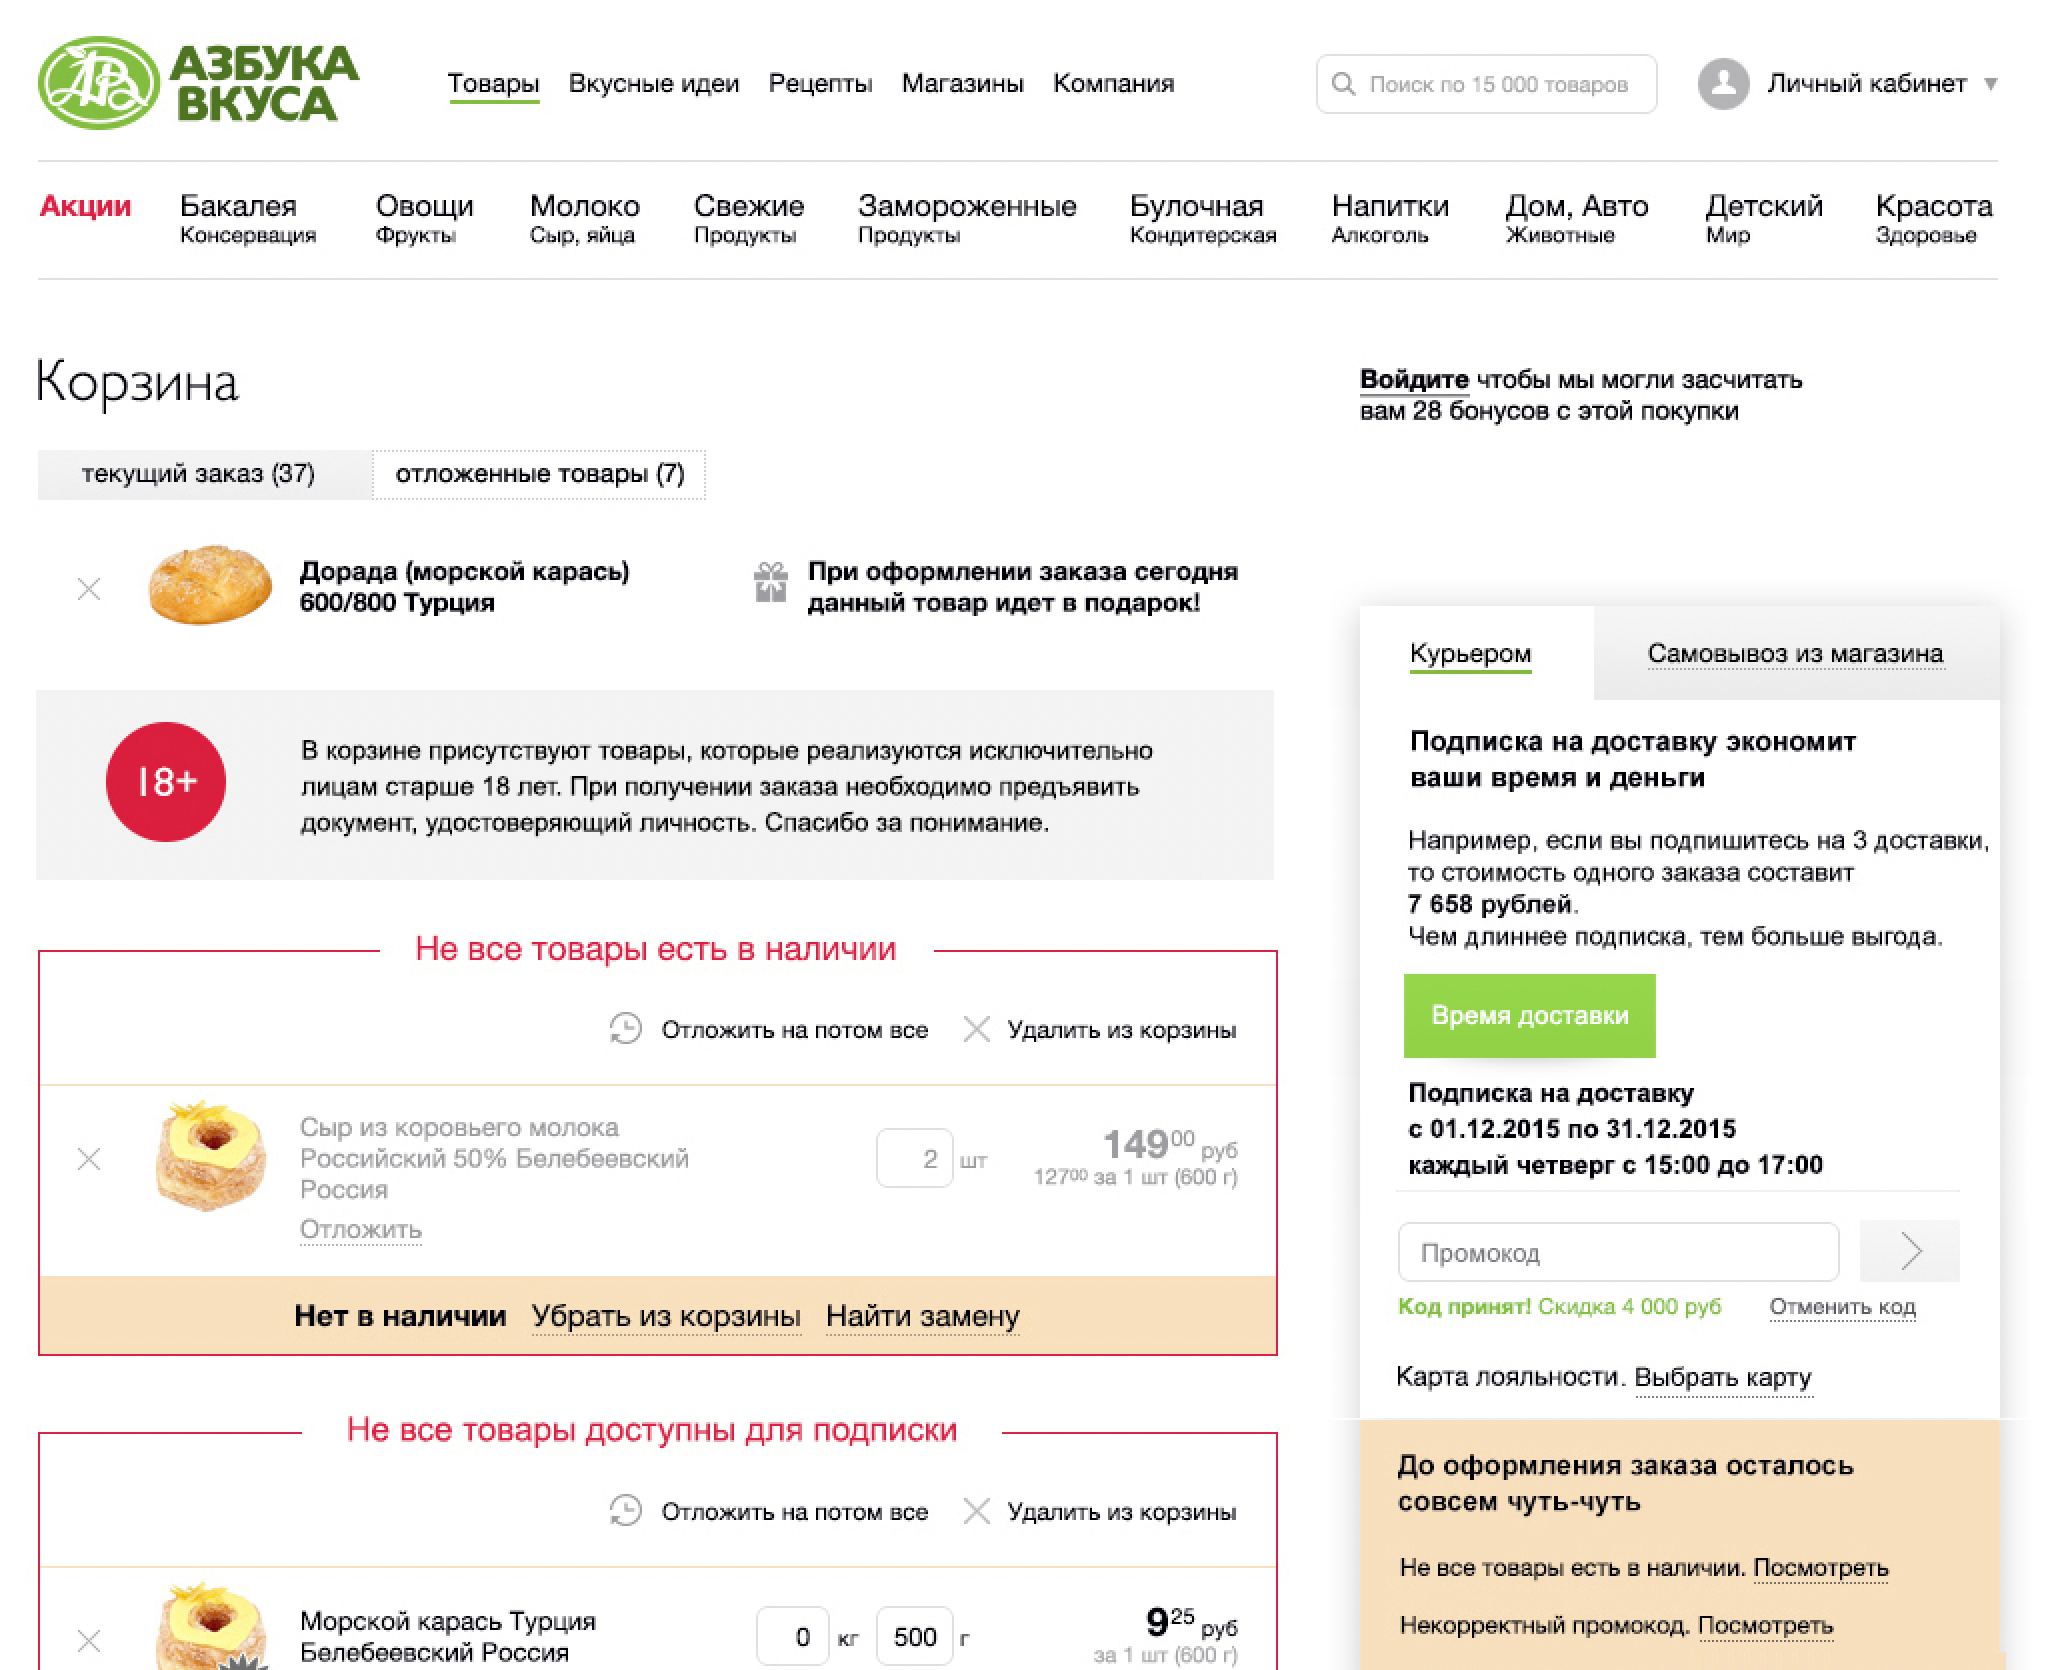 АЗБУКА
ВКУСА
Товары Вкусные идеи Рецепты Магазины Компания
Поиск по 15 000 товаров
Личный кабинет
Акции
Бакалея
Консервация
Овощи
Фрукты
Молоко
Сыр, яйца
Свежие
Продукты
Замороженные
Продукты
Булочная
Кондитерская
Напитки
Алкоголь
Дом, Авто
Животные
Детский
Мир
Красота
Здоровье
Корзина
Войдите чтобы мы могли засчитать
вам 28 бонусов с этой покупки
текущий заказ (37)
отложенные товары (7)
Дорада (морской карась)
600/800 Турция
При оформлении заказа сегодня
данный товар идет в подарок!
18+
В корзине присутствуют товары, которые реализуются исключительно
лицам старше 18 лет. При получении заказа необходимо предъявить
документ, удостоверяющий личность. Спасибо за понимание.
Не все товары есть в наличии
Отложить на потом все
Удалить из корзины
Сыр из коровьего молока
Российский 50% Белебеевский
Россия
Отложить
2 шт
149 00 руб
127 00 за 1 шт (600 г)
Нет в наличии Убрать из корзины Найти замену
Не все товары доступны для подписки
Отложить на потом все
Удалить из корзины
Морской карась Турция
Белебеевский Россия
0 кг 500 г
9 25 руб
за 1 шт (600 г)
Курьером
Самовывоз из магазина
Подписка на доставку экономит
ваши время и деньги
Например, если вы подпишитесь на 3 доставки,
то стоимость одного заказа составит
7 658 рублей.
Чем длиннее подписка, тем больше выгода.
Время доставки
Подписка на доставку
с 01.12.2015 по 31.12.2015
каждый четверг с 15:00 до 17:00
Промокод
Код принят! Скидка 4 000 руб
Отменить код
Карта лояльности. Выбрать карту
До оформления заказа осталось
совсем чуть-чуть
Не все товары есть в наличии. Посмотреть
Некорректный промокод. Посмотреть